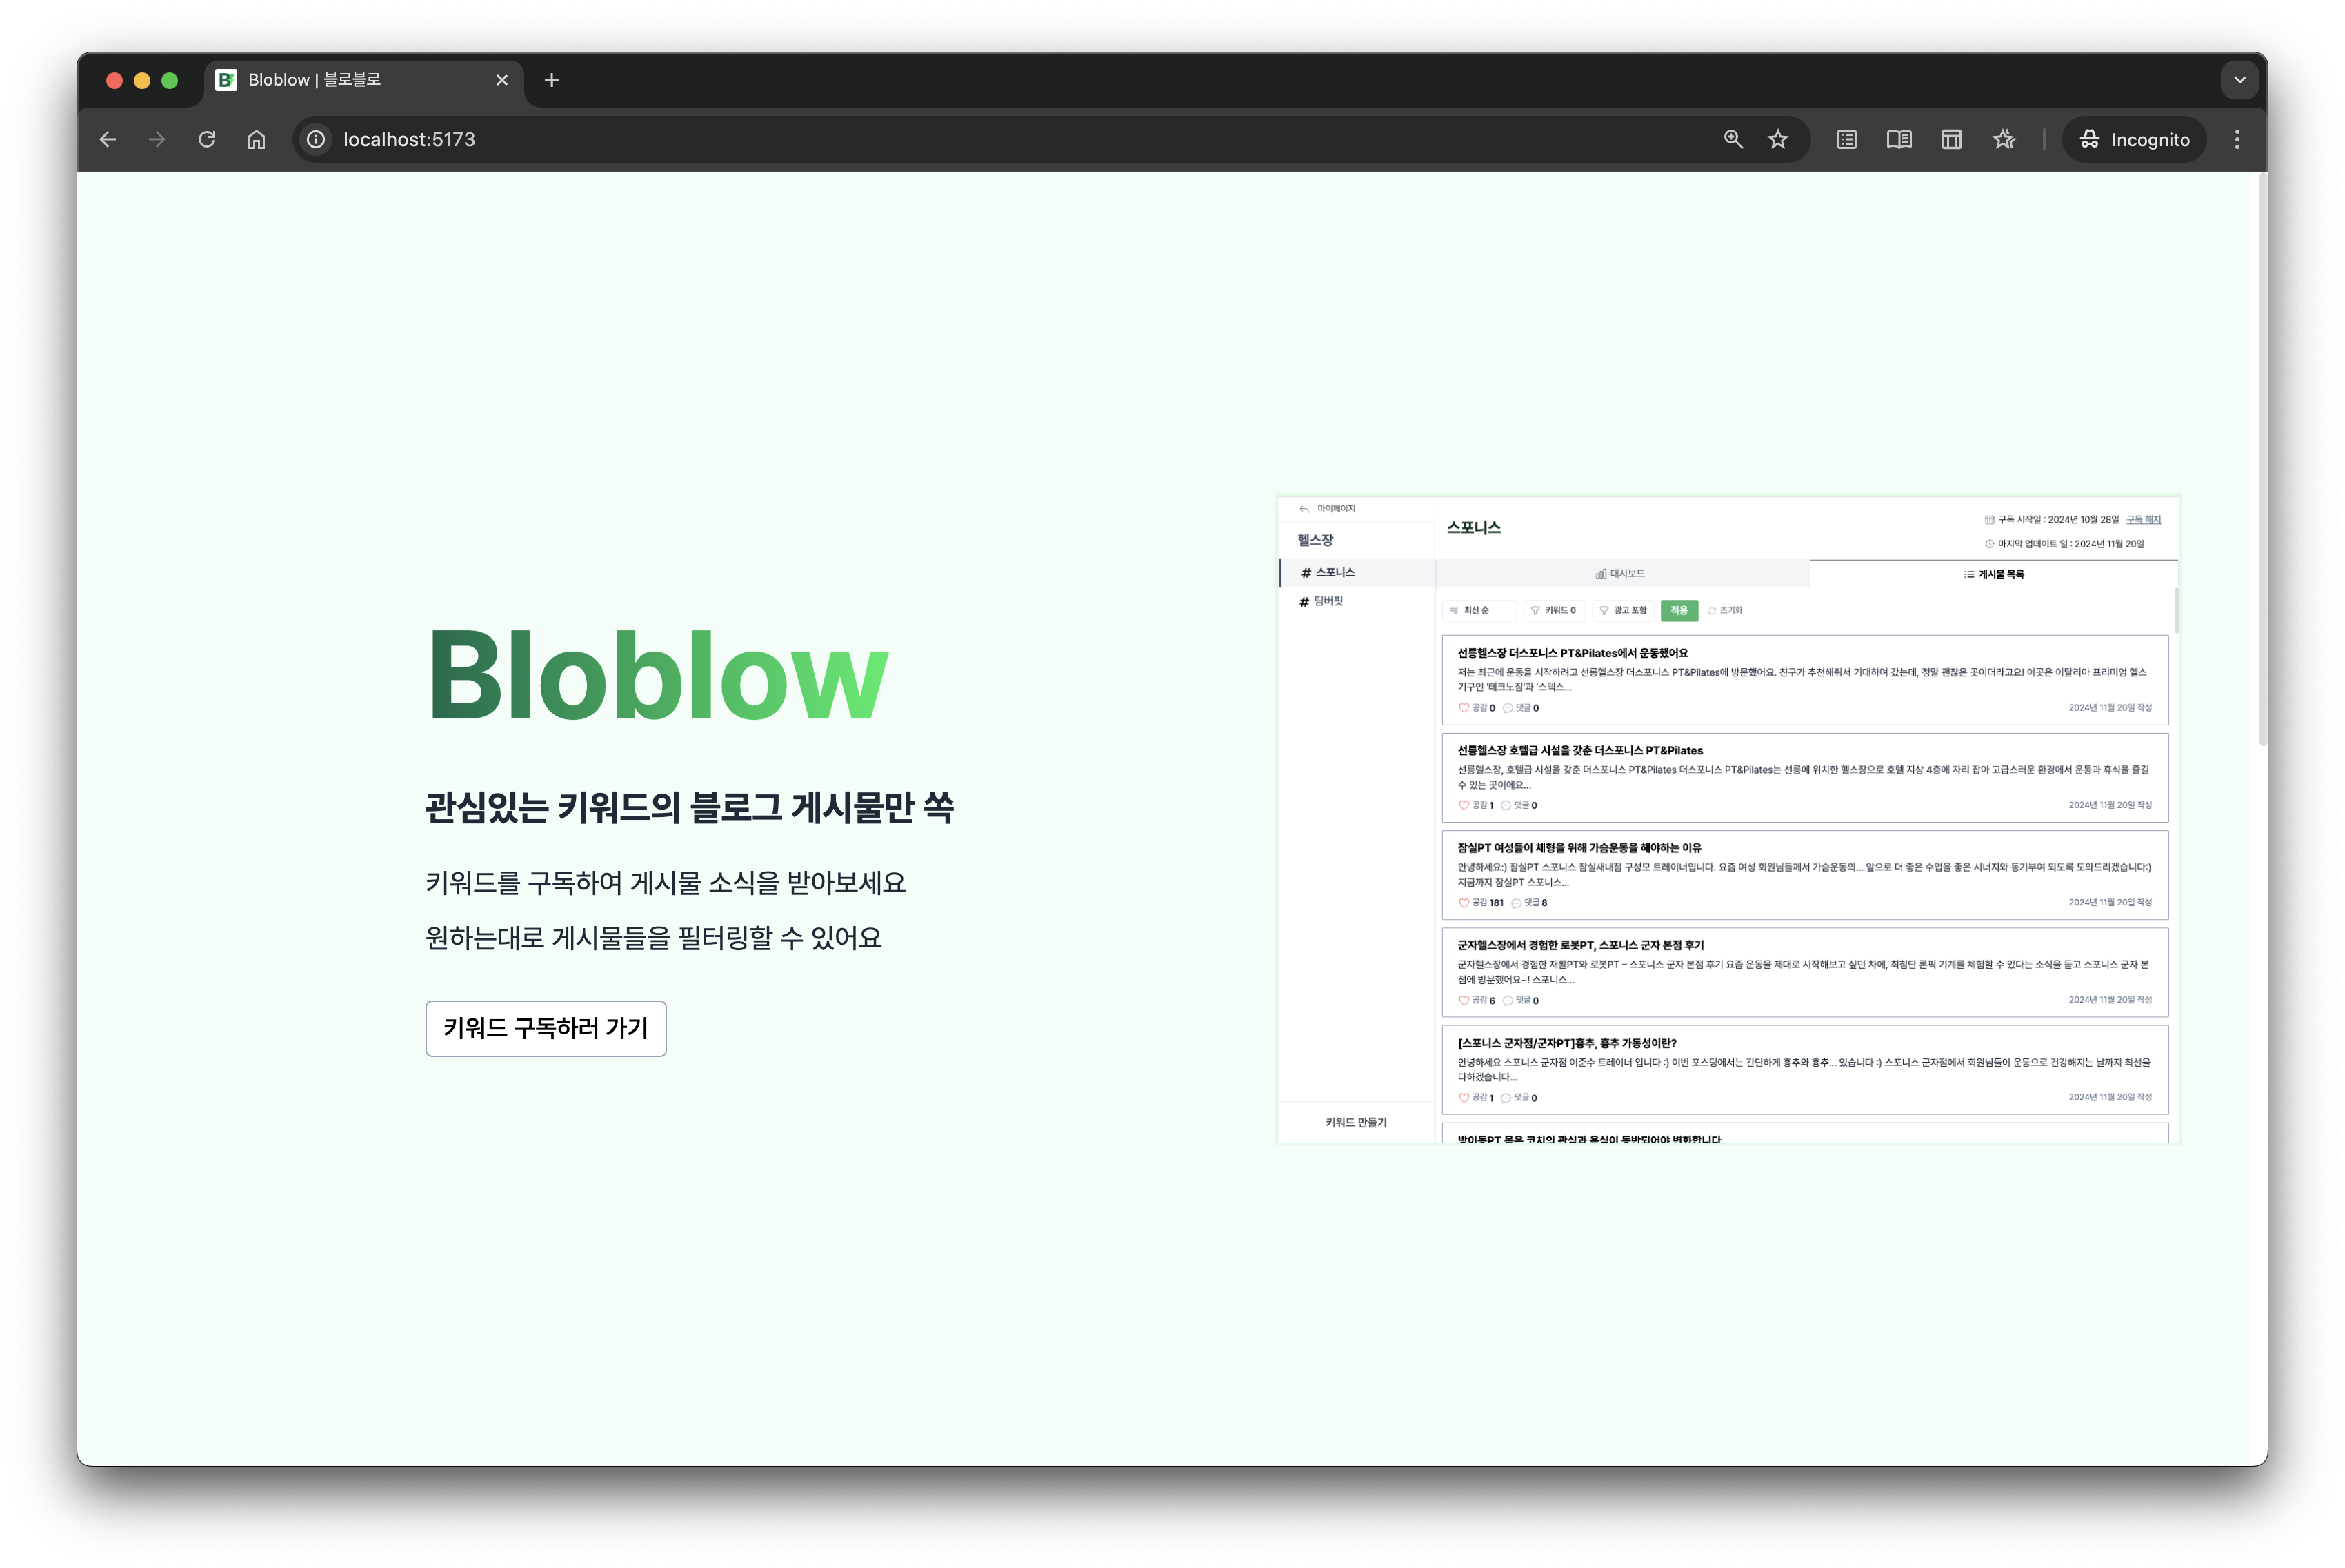 Bloblow | 블로블로
localhost:5173
Incognito
Bloblow
관심있는 키워드의 블로그 게시물만 쏙
키워드를 구독하여 게시물 소식을 받아보세요
원하는대로 게시물들을 필터링할 수 있어요
키워드 구독하러 가기
마이페이지
헬스장
# 스포니스
# 팀버핏
키워드 만들기
스포니스
구독 시작일 : 2024년 10월 28일 구독 해지
마지막 업데이트 일 : 2024년 11월 20일
대시보드
게시물 목록
최신 순 키워드 0 광고 포함 적용 초기화
선릉헬스장 더스포니스 PT&Pilates에서 운동했어요
저는 최근에 운동을 시작하려고 선릉헬스장 더스포니스 PT&Pilates에 방문했어요. 친구가 추천해줘서 기대하며 갔는데, 정말 괜찮은 곳이더라고요! 이곳은 이탈리아 프리미엄 헬스
기구인 '테크노짐'과 '스텍스...
공감 0 댓글 0 2024년 11월 20일 작성
선릉헬스장 호텔급 시설을 갖춘 더스포니스 PT&Pilates
선릉헬스장, 호텔급 시설을 갖춘 더스포니스 PT&Pilates 더스포니스 PT&Pilates는 선릉에 위치한 헬스장으로 호텔 지상 4층에 자리 잡아 고급스러운 환경에서 운동과 휴식을 즐길
수 있는 곳이에요...
공감 1 댓글 0 2024년 11월 20일 작성
잠실PT 여성들이 체형을 위해 가슴운동을 해야하는 이유
안녕하세요:) 잠실PT 스포니스 잠실새내점 구성모 트레이너입니다. 요즘 여성 회원님들께서 가슴운동의... 앞으로 더 좋은 수업을 좋은 시너지와 동기부여 되도록 도와드리겠습니다:)
지금까지 잠실PT 스포니스...
공감 181 댓글 8 2024년 11월 20일 작성
군자헬스장에서 경험한 로봇PT, 스포니스 군자 본점 후기
군자헬스장에서 경험한 재활PT와 로봇PT – 스포니스 군자 본점 후기 요즘 운동을 제대로 시작해보고 싶던 차에, 최첨단 론픽 기계를 체험할 수 있다는 소식을 듣고 스포니스 군자 본
점에 방문했어요~! 스포니스...
공감 6 댓글 0 2024년 11월 20일 작성
[스포니스 군자점/군자PT]흉추, 흉추 가동성이란?
안녕하세요 스포니스 군자점 이준수 트레이너 입니다 :) 이번 포스팅에서는 간단하게 흉추와 흉추... 있습니다 :) 스포니스 군자점에서 회원님들이 운동으로 건강해지는 날까지 최선을
다하겠습니다...
공감 1 댓글 0 2024년 11월 20일 작성
방이동PT 몸은 코치의 관심과 욕심이 동반되어야 변화합니다